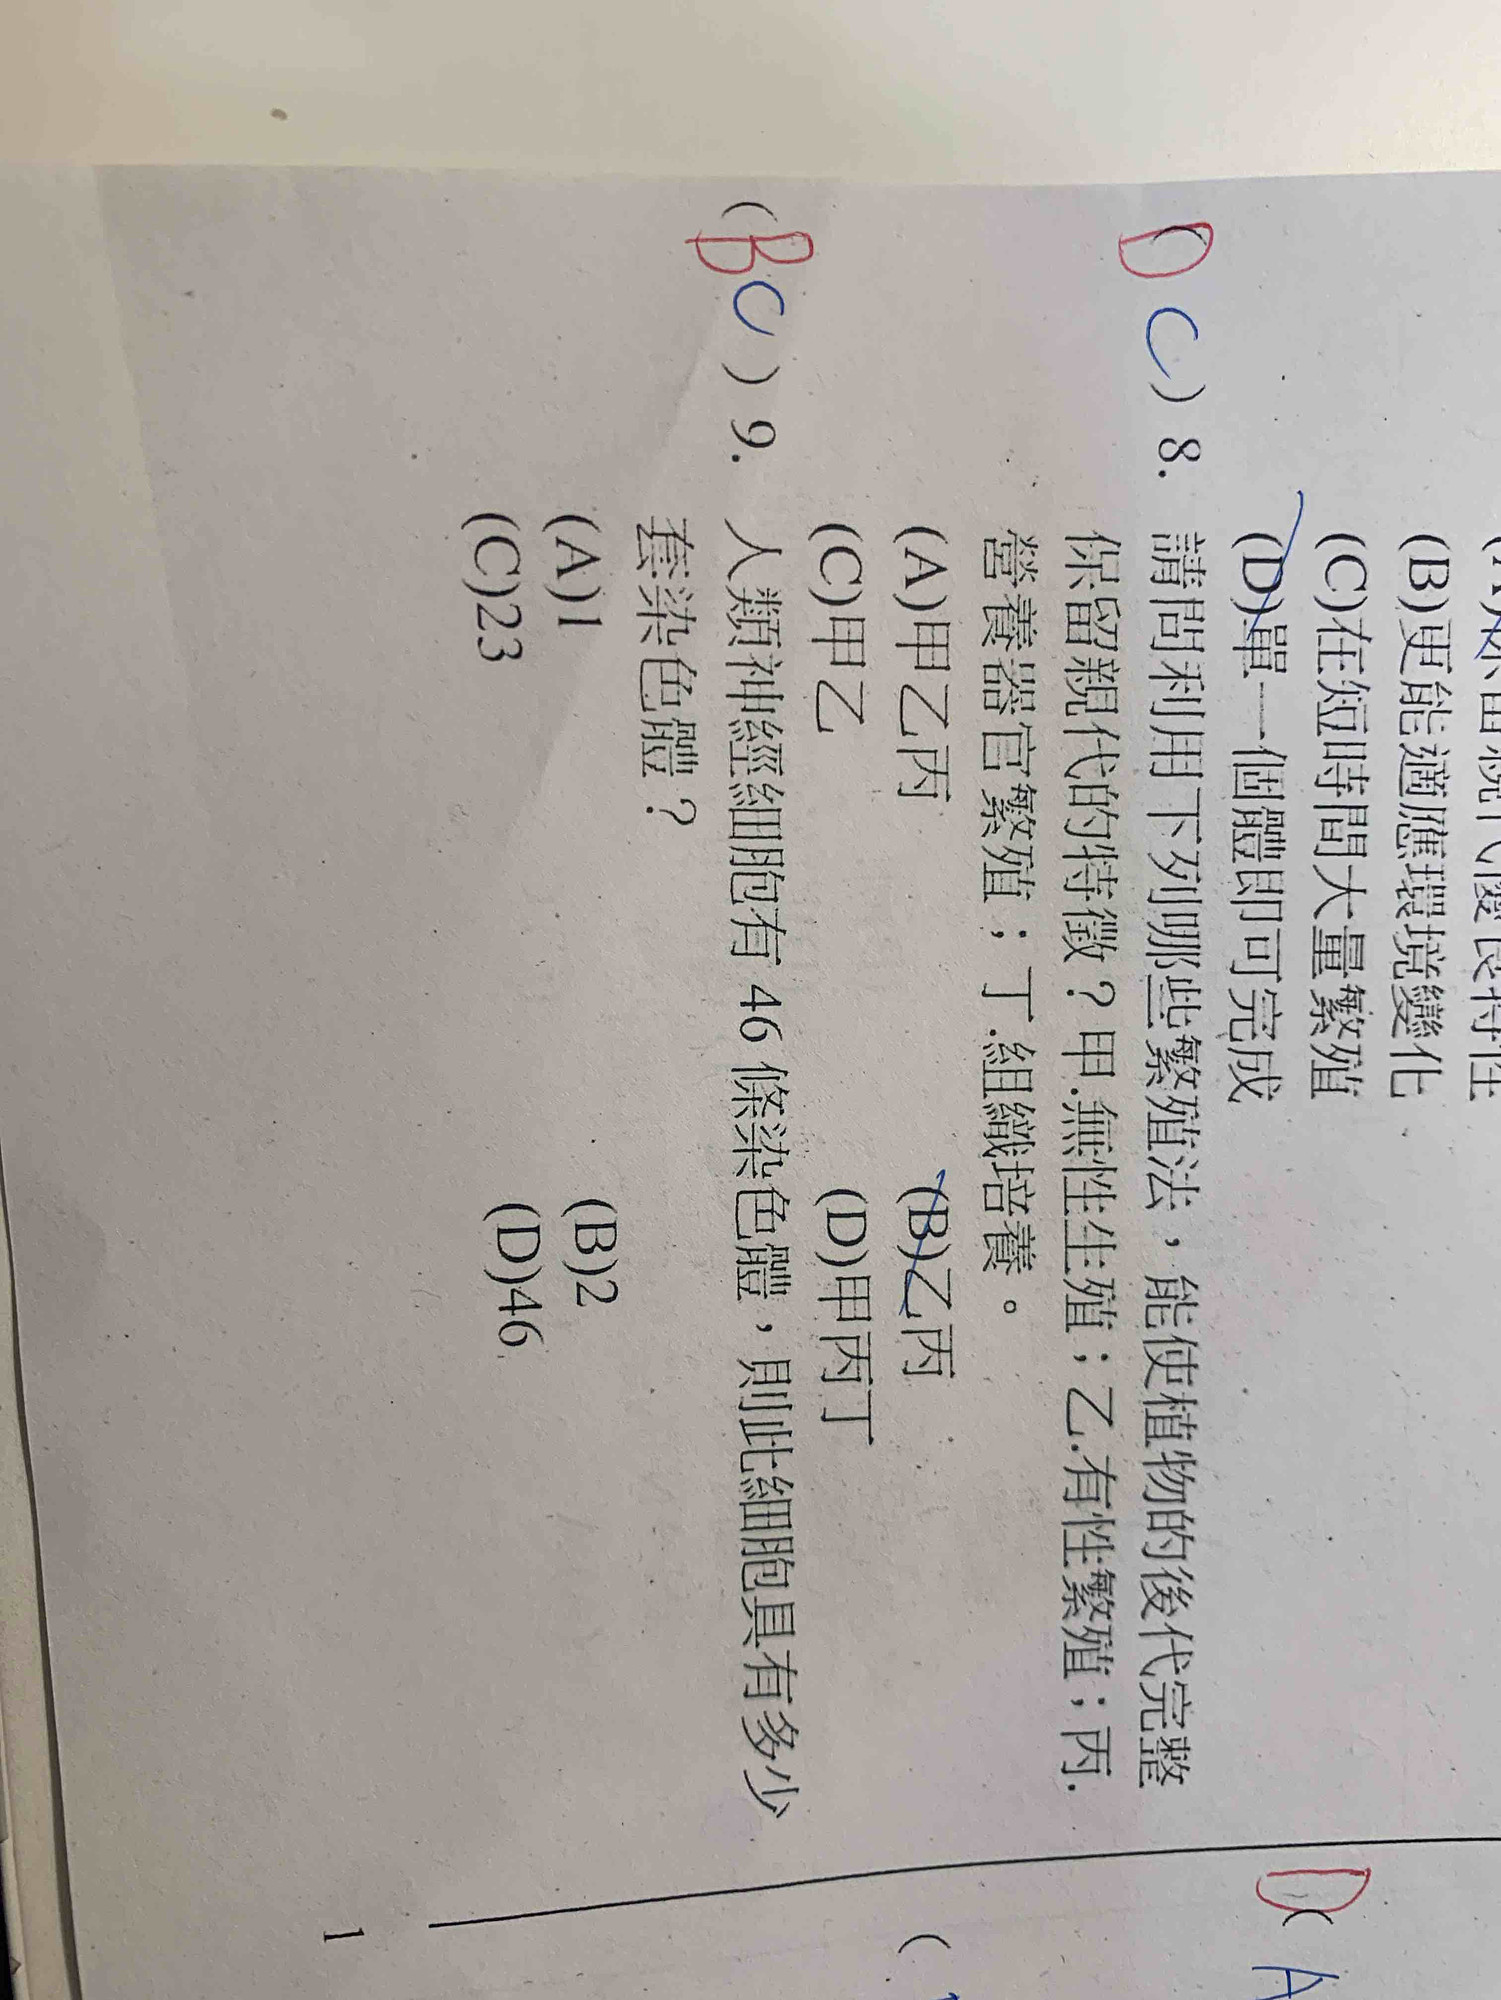 (B)更能適應環境變化
(C)在短時間大量繁殖
(D)單一個體即可完成
D C ) 8. 請問利用下列哪些繁殖法，能使植物的後代完整
保留親代的特徵？甲.無性生殖；乙.有性繁殖；丙.
營養器官繁殖；丁.組織培養。
(A)甲乙丙 (B)乙丙
(C)甲乙 (D)甲丙丁
( B C ) 9. 人類神經細胞有 46 條染色體，則此細胞具有多少
套染色體？
(A)1 (B)2
(C)23 (D)46
D ( A
(
1